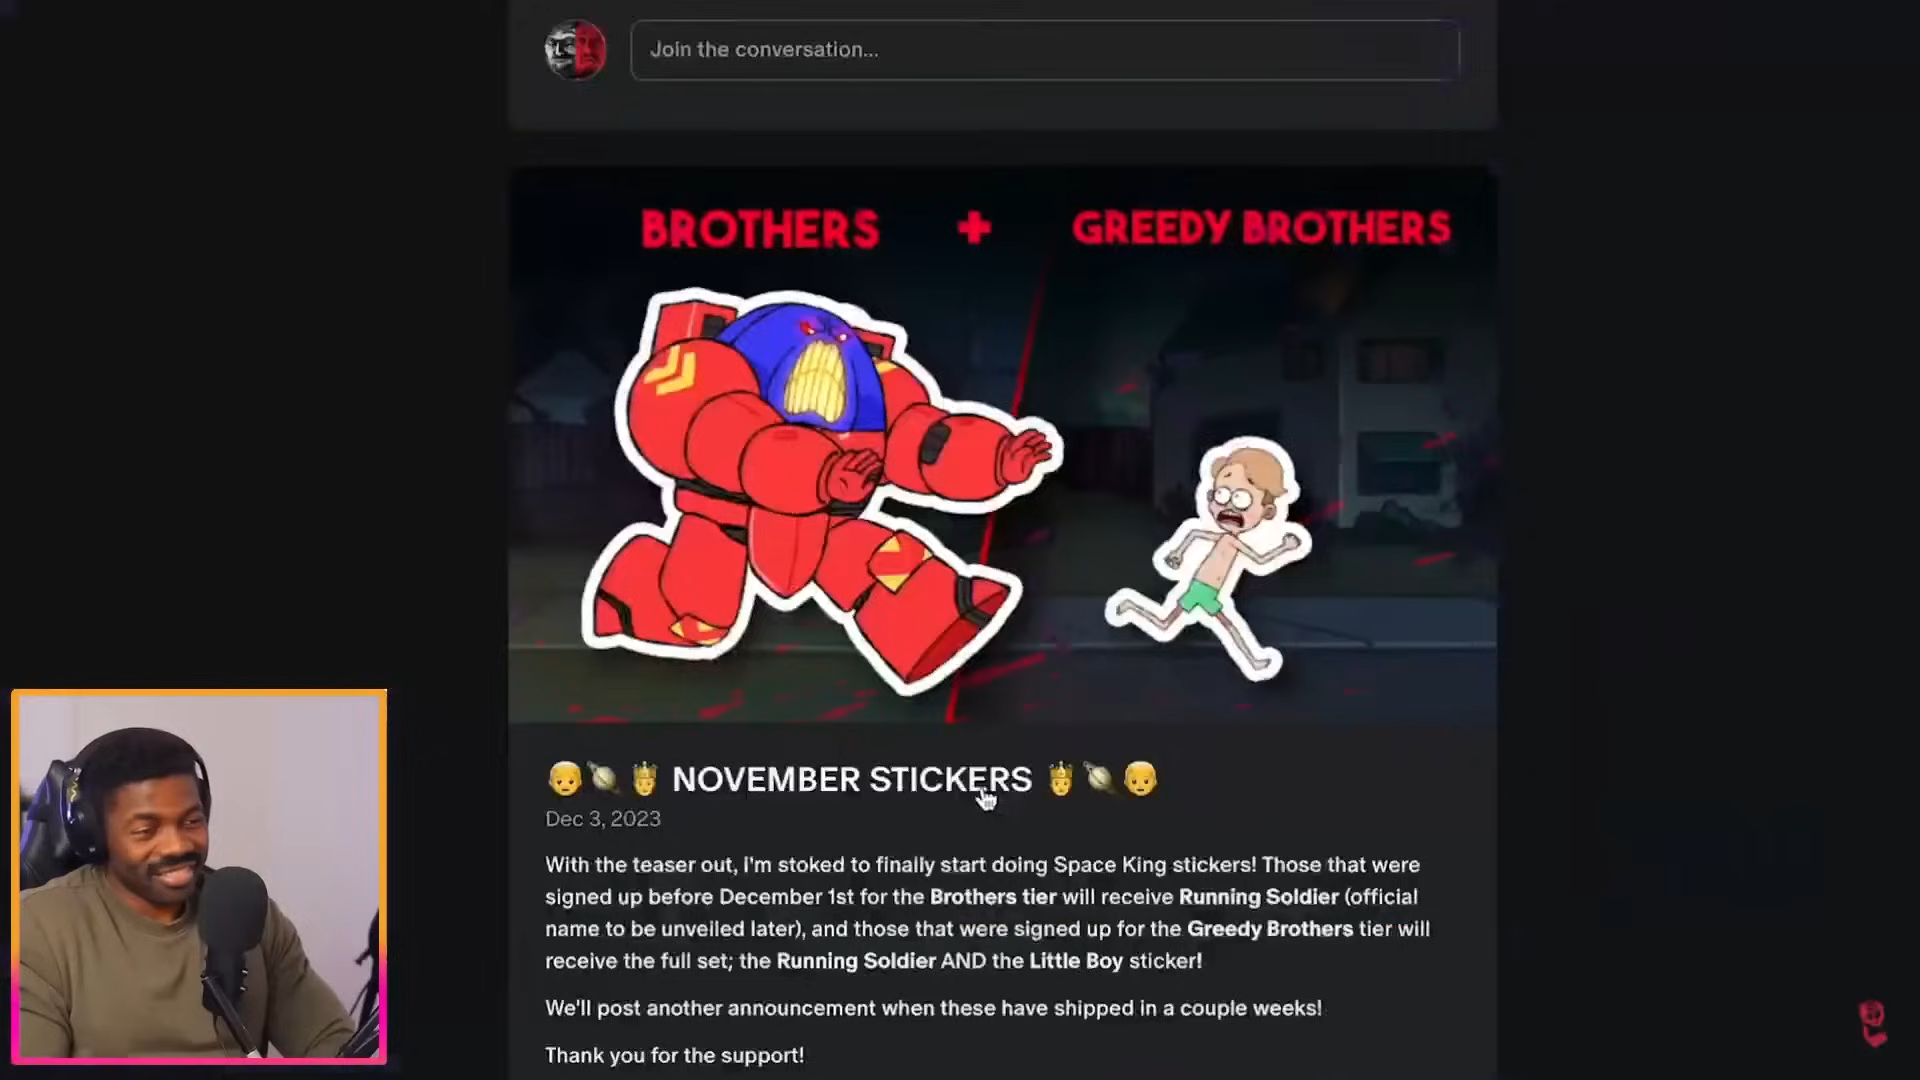 Join the conversation...
BROTHERS + GREEDY BROTHERS
NOVEMBER STICKERS
Dec 3, 2023
With the teaser out, I'm stoked to finally start doing Space King stickers! Those that were
signed up before December 1st for the Brothers tier will receive Running Soldier (official
name to be unveiled later), and those that were signed up for the Greedy Brothers tier will
receive the full set; the Running Soldier AND the Little Boy sticker!
We'll post another announcement when these have shipped in a couple weeks!
Thank you for the support!